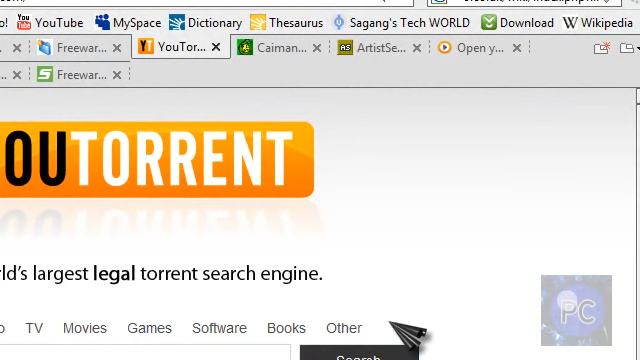 o! YouTube MySpace Dictionary Thesaurus Sagang's Tech WORLD Download Wikipedia
Freewar... YouTor... Caiman... ArtistSe... Open y...
Freewar...
OUTORRENT
rld's largest legal torrent search engine.
o TV Movies Games Software Books Other
Search
PC